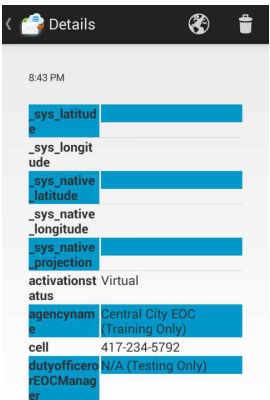 Details
8:43 PM
_sys_latitud
e
_sys_longit
ude
_sys_native
_latitude
_sys_native
_longitude
_sys_native
_projection
activationst Virtual
atus
agencynam Central City EOC
e (Training Only)
cell 417-234-5792
dutyofficero N/A (Testing Only)
rEOCManag
er